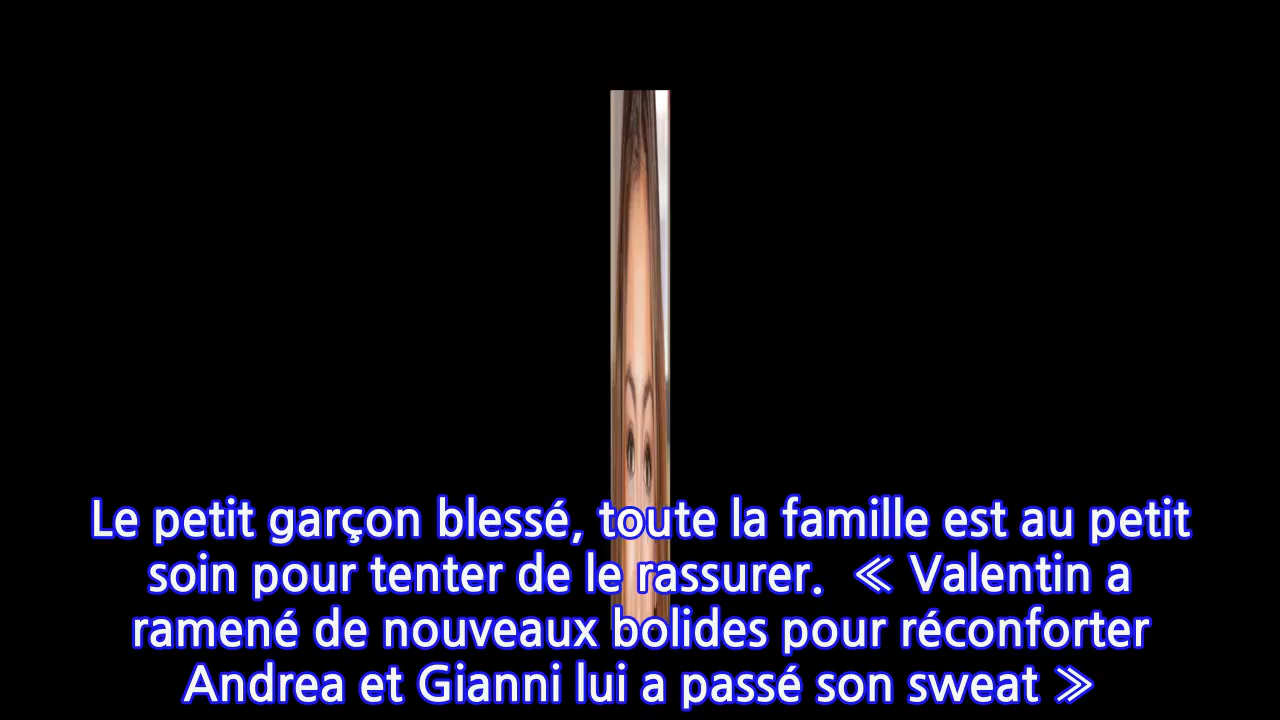 Le petit garçon blessé, toute la famille est au petit
soin pour tenter de le rassurer.  ≪ Valentin a
ramené de nouveaux bolides pour réconforter
Andrea et Gianni lui a passé son sweat ≫